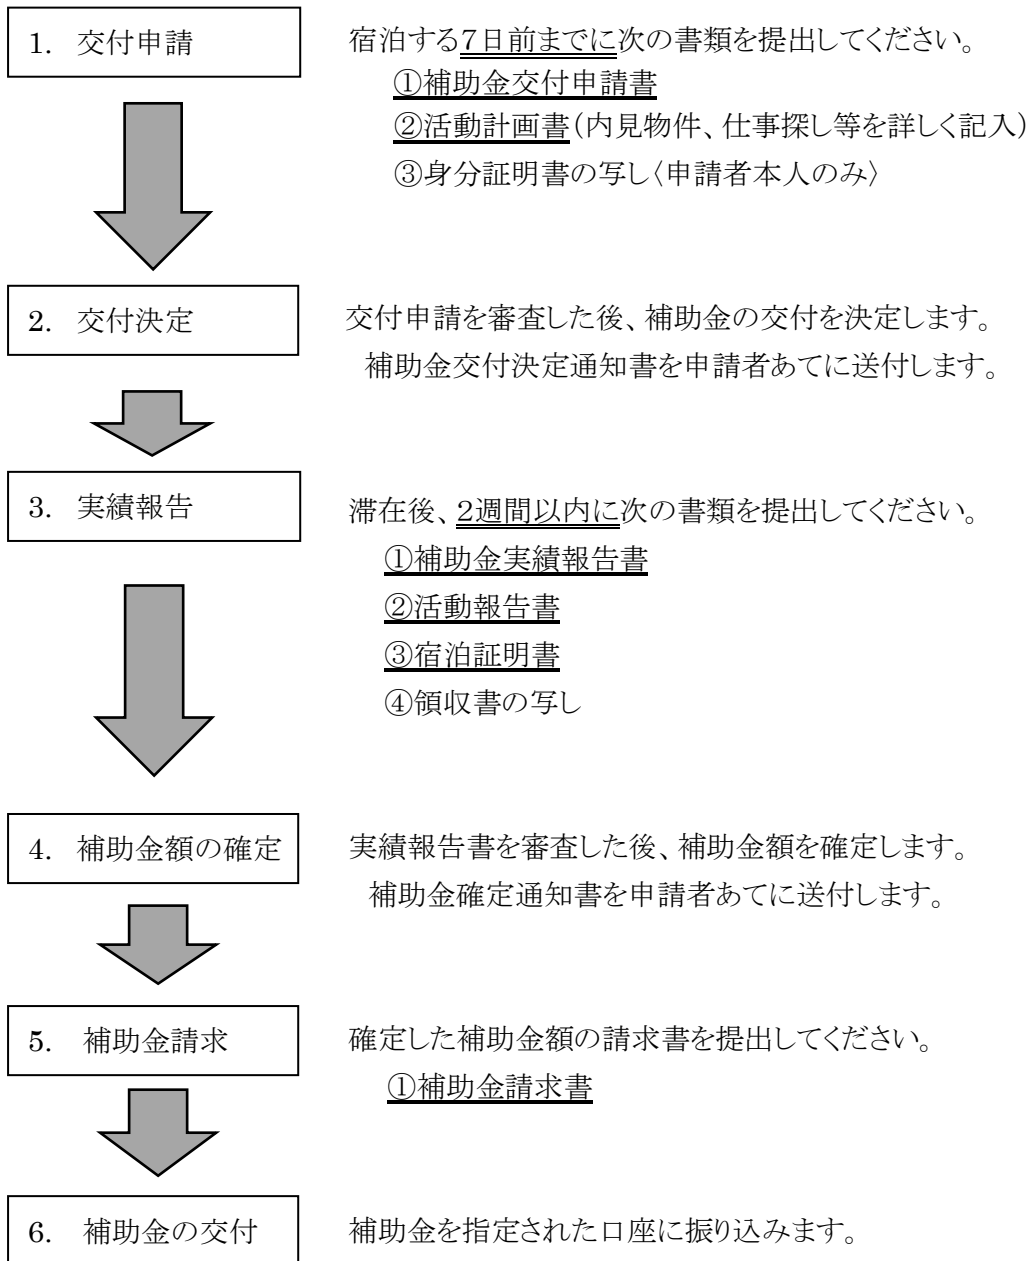 1. 交付申請
宿泊する7日前までに次の書類を提出してください。
①補助金交付申請書
②活動計画書(内見物件、仕事探し等を詳しく記入)
③身分証明書の写し〈申請者本人のみ〉
2. 交付決定
交付申請を審査した後、補助金の交付を決定します。
補助金交付決定通知書を申請者あてに送付します。
3. 実績報告
滞在後、2週間以内に次の書類を提出してください。
①補助金実績報告書
②活動報告書
③宿泊証明書
④領収書の写し
4. 補助金額の確定
実績報告書を審査した後、補助金額を確定します。
補助金確定通知書を申請者あてに送付します。
5. 補助金請求
確定した補助金額の請求書を提出してください。
①補助金請求書
6. 補助金の交付
補助金を指定された口座に振り込みます。